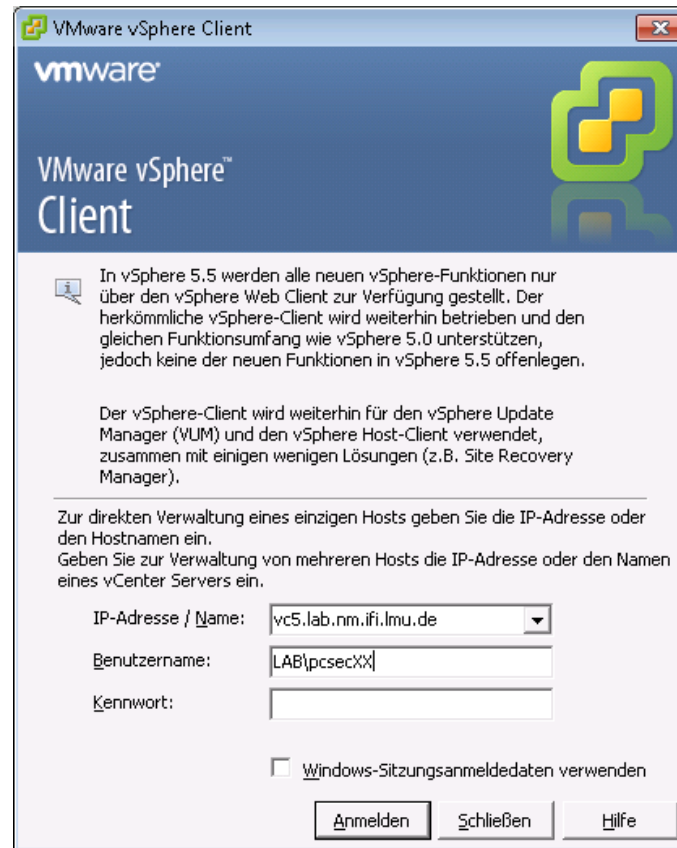 VMware vSphere Client
vmware®
VMware vSphere™
Client
In vSphere 5.5 werden alle neuen vSphere-Funktionen nur
über den vSphere Web Client zur Verfügung gestellt. Der
herkömmliche vSphere-Client wird weiterhin betrieben und den
gleichen Funktionsumfang wie vSphere 5.0 unterstützen,
jedoch keine der neuen Funktionen in vSphere 5.5 offenlegen.
Der vSphere-Client wird weiterhin für den vSphere Update
Manager (VUM) und den vSphere Host-Client verwendet,
zusammen mit einigen wenigen Lösungen (z.B. Site Recovery
Manager).
Zur direkten Verwaltung eines einzigen Hosts geben Sie die IP-Adresse oder
den Hostnamen ein.
Geben Sie zur Verwaltung von mehreren Hosts die IP-Adresse oder den Namen
eines vCenter Servers ein.
IP-Adresse / Name: vc5.lab.nm.ifi.lmu.de
Benutzername: LAB\pcsecXX
Kennwort:
Windows-Sitzungsanmeldedaten verwenden
Anmelden Schließen Hilfe